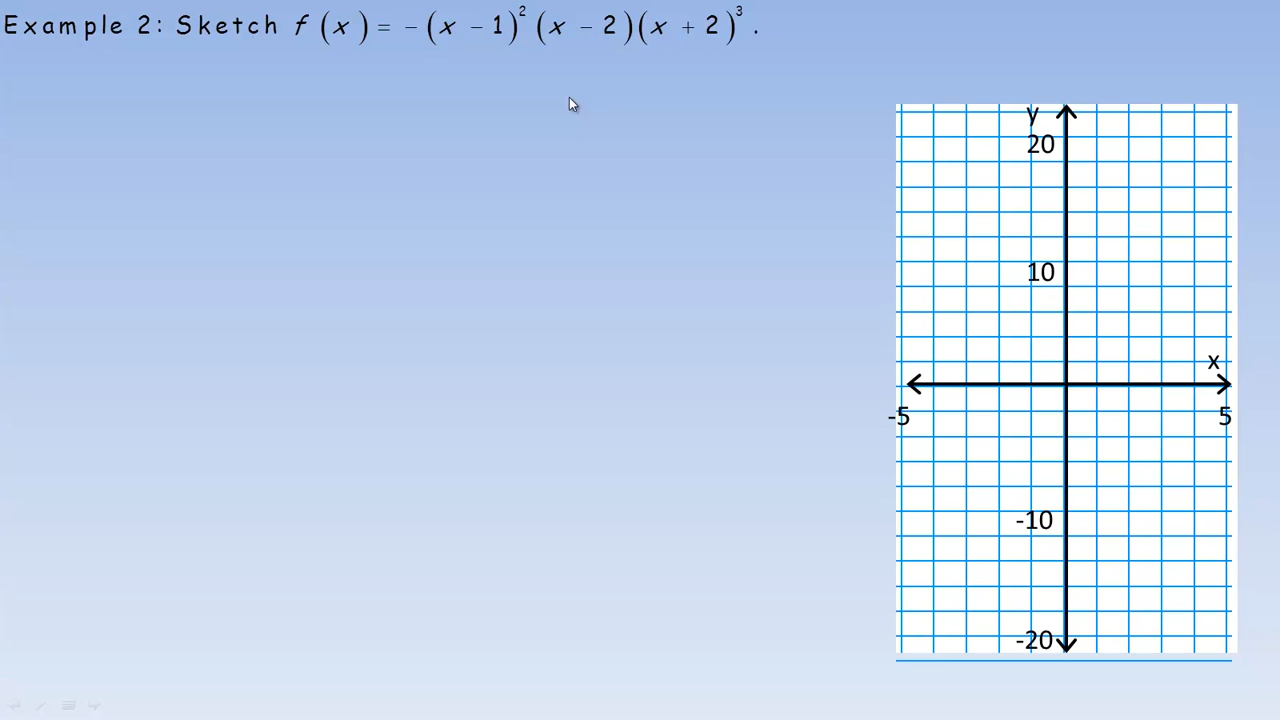 Example 2: Sketch f (x) = −(x − 1)² (x − 2)(x + 2)³.
y
20
10
x
-5
5
-10
-20